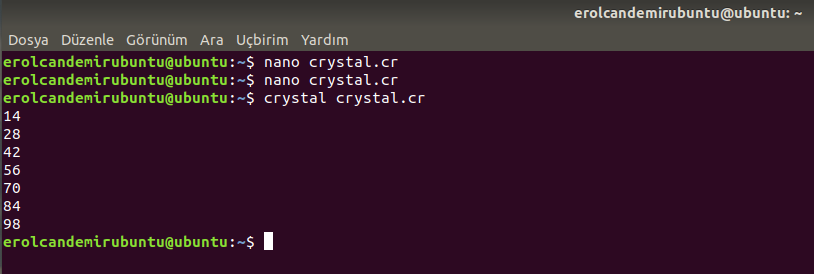 erolcandemirubuntu@ubuntu: ~
Dosya Düzenle Görünüm Ara Uçbirim Yardım
erolcandemirubuntu@ubuntu:~$ nano crystal.cr
erolcandemirubuntu@ubuntu:~$ nano crystal.cr
erolcandemirubuntu@ubuntu:~$ crystal crystal.cr
14
28
42
56
70
84
98
erolcandemirubuntu@ubuntu:~$